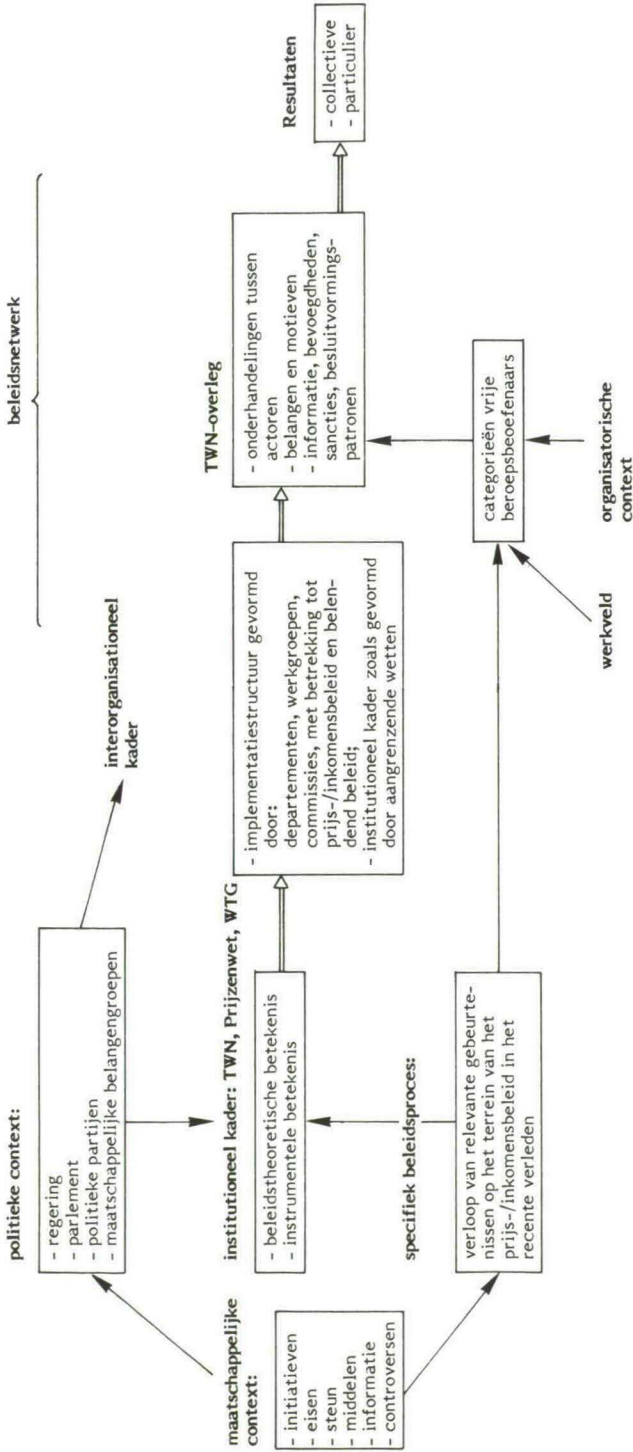 beleidsnetwerk
politieke context:
- regering
- parlement
- politieke partijen
- maatschappelijke belangengroepen
interorganisationeel
kader
maatschappelijke
context:
- initiatieven
- eisen
- steun
- middelen
- informatie
- controversen
institutioneel kader: TWN, Prijzenwet, WTG
- beleidstheoretische betekenis
- instrumentele betekenis
- implementatiestructuur gevormd
door:
departementen, werkgroepen,
commissies, met betrekking tot
prijs-/inkomensbeleid en belen-
dend beleid;
- institutioneel kader zoals gevormd
door aangrenzende wetten
TWN-overleg
- onderhandelingen tussen
actoren
- belangen en motieven
- informatie, bevoegdheden,
sancties, besluitvormings-
patronen
Resultaten
- collectieve
- particulier
specifiek beleidsproces:
verloop van relevante gebeurte-
nissen op het terrein van het
prijs-/inkomensbeleid in het
recente verleden
categorieën vrije
beroepsbeoefenaars
werkveld
organisatorische
context